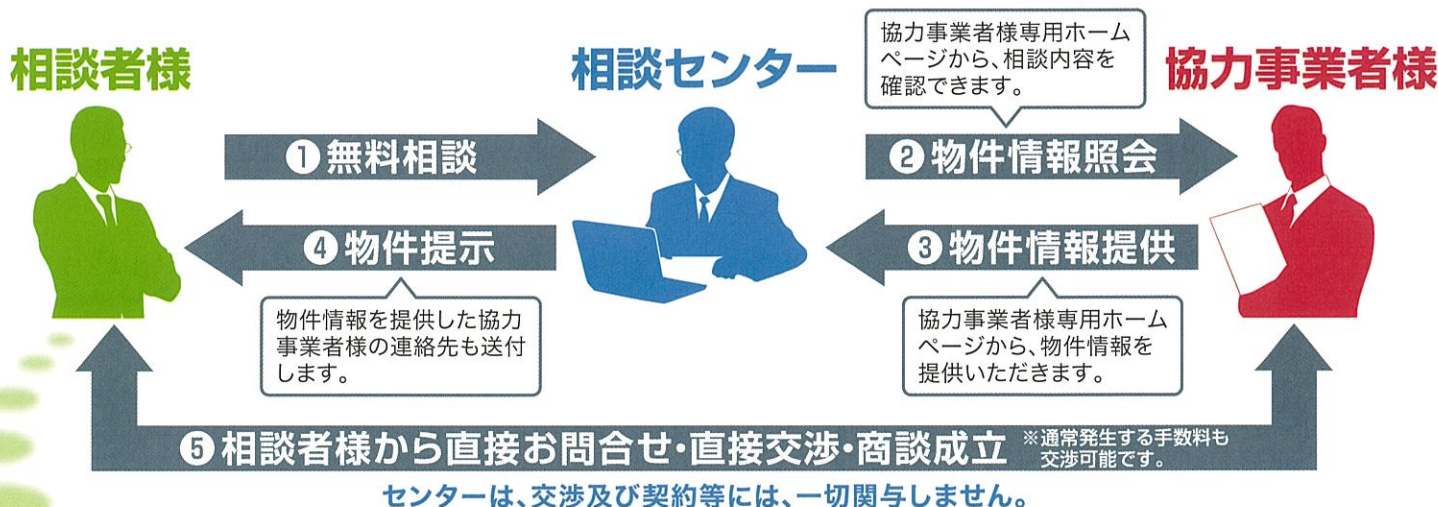 相談者様
相談センター
協力事業者様専用ホーム
ページから、相談内容を
確認できます。
協力事業者様
❶無料相談
❷物件情報照会
❹物件提示
❸物件情報提供
物件情報を提供した協力
事業者様の連絡先も送付
します。
協力事業者様専用ホーム
ページから、物件情報を
提供いただきます。
❺相談者様から直接お問合せ・直接交渉・商談成立
※通常発生する手数料も
交渉可能です。
センターは、交渉及び契約等には、一切関与しません。